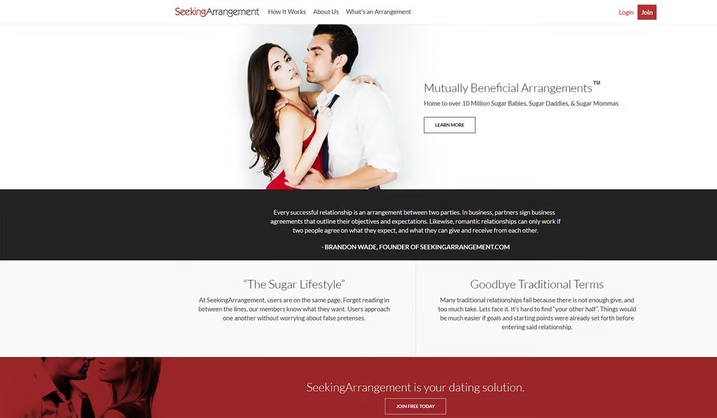 SeekingArrangement How It Works About Us What's an Arrangement Login Join
Mutually Beneficial Arrangements™
Home to over 10 Million Sugar Babies, Sugar Daddies, & Sugar Mommas
LEARN MORE
Every successful relationship is an arrangement between two parties. In business, partners sign business
agreements that outline their objectives and expectations. Likewise, romantic relationships can only work if
two people agree on what they expect, and what they can give and receive from each other.
- BRANDON WADE, FOUNDER OF SEEKINGARRANGEMENT.COM
“The Sugar Lifestyle”
At SeekingArrangement, users are on the same page. Forget reading in
between the lines, our members know what they want. Users approach
one another without worrying about false pretenses.
Goodbye Traditional Terms
Many traditional relationships fail because there is not enough give, and
too much take. Lets face it. It's hard to find "your other half". Things would
be much easier if goals and starting points were already set forth before
entering said relationship.
SeekingArrangement is your dating solution.
JOIN FREE TODAY